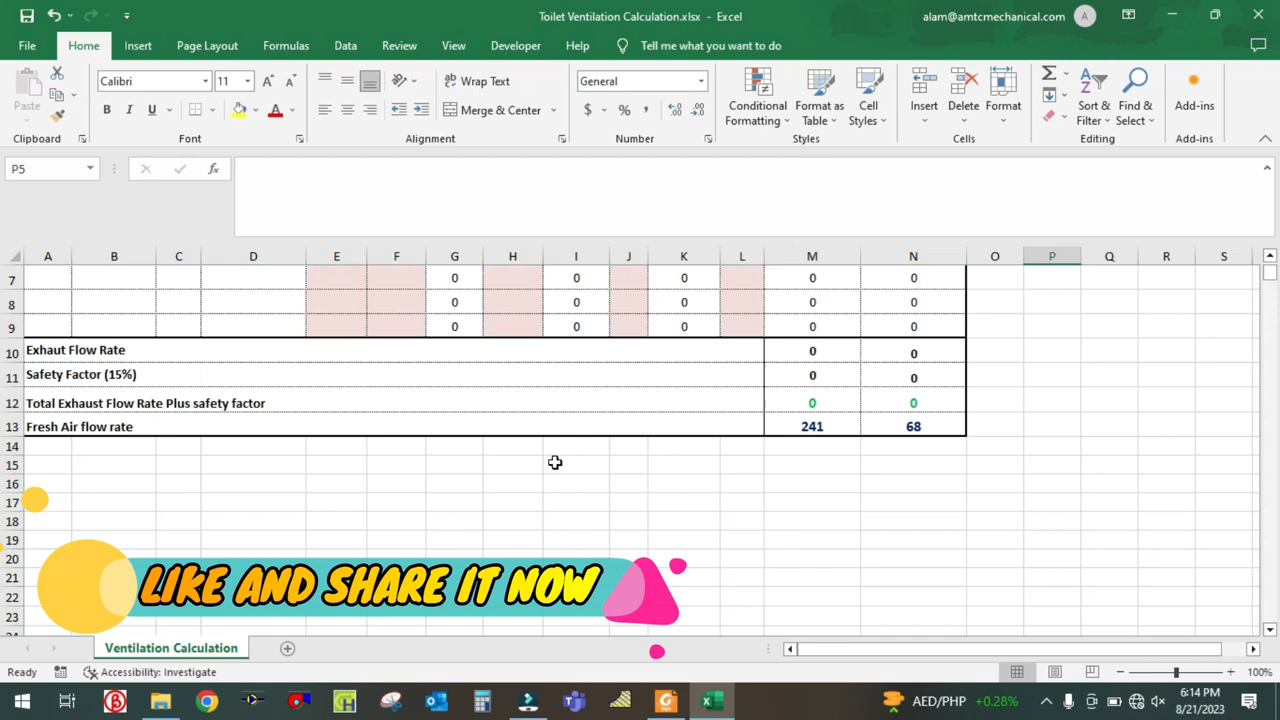 Toilet Ventilation Calculation.xlsx - Excel
alam@amtcmechanical.com A
File Home Insert Page Layout Formulas Data Review View Developer Help Tell me what you want to do
Paste
Calibri 11
Wrap Text
General
B I U A
Merge & Center
$ %
Conditional Formatting
Format as Table
Cell Styles
Insert Delete Format
Sort & Filter
Find & Select
Add-ins
Clipboard Font Alignment Number Styles Cells Editing Add-ins
P5 fx
A B C D E F G H I J K L M N O P Q R S
7 0 0 0 0 0
8 0 0 0 0 0
9 0 0 0 0 0
10 Exhaut Flow Rate 0 0
11 Safety Factor (15%) 0 0
12 Total Exhaust Flow Rate Plus safety factor 0 0
13 Fresh Air flow rate 241 68
14
15
16
17
18
19
20
21
22
23
LIKE AND SHARE IT NOW
Ventilation Calculation
Ready Accessibility: Investigate 100%
AED/PHP +0.28% 6:14 PM
8/21/2023